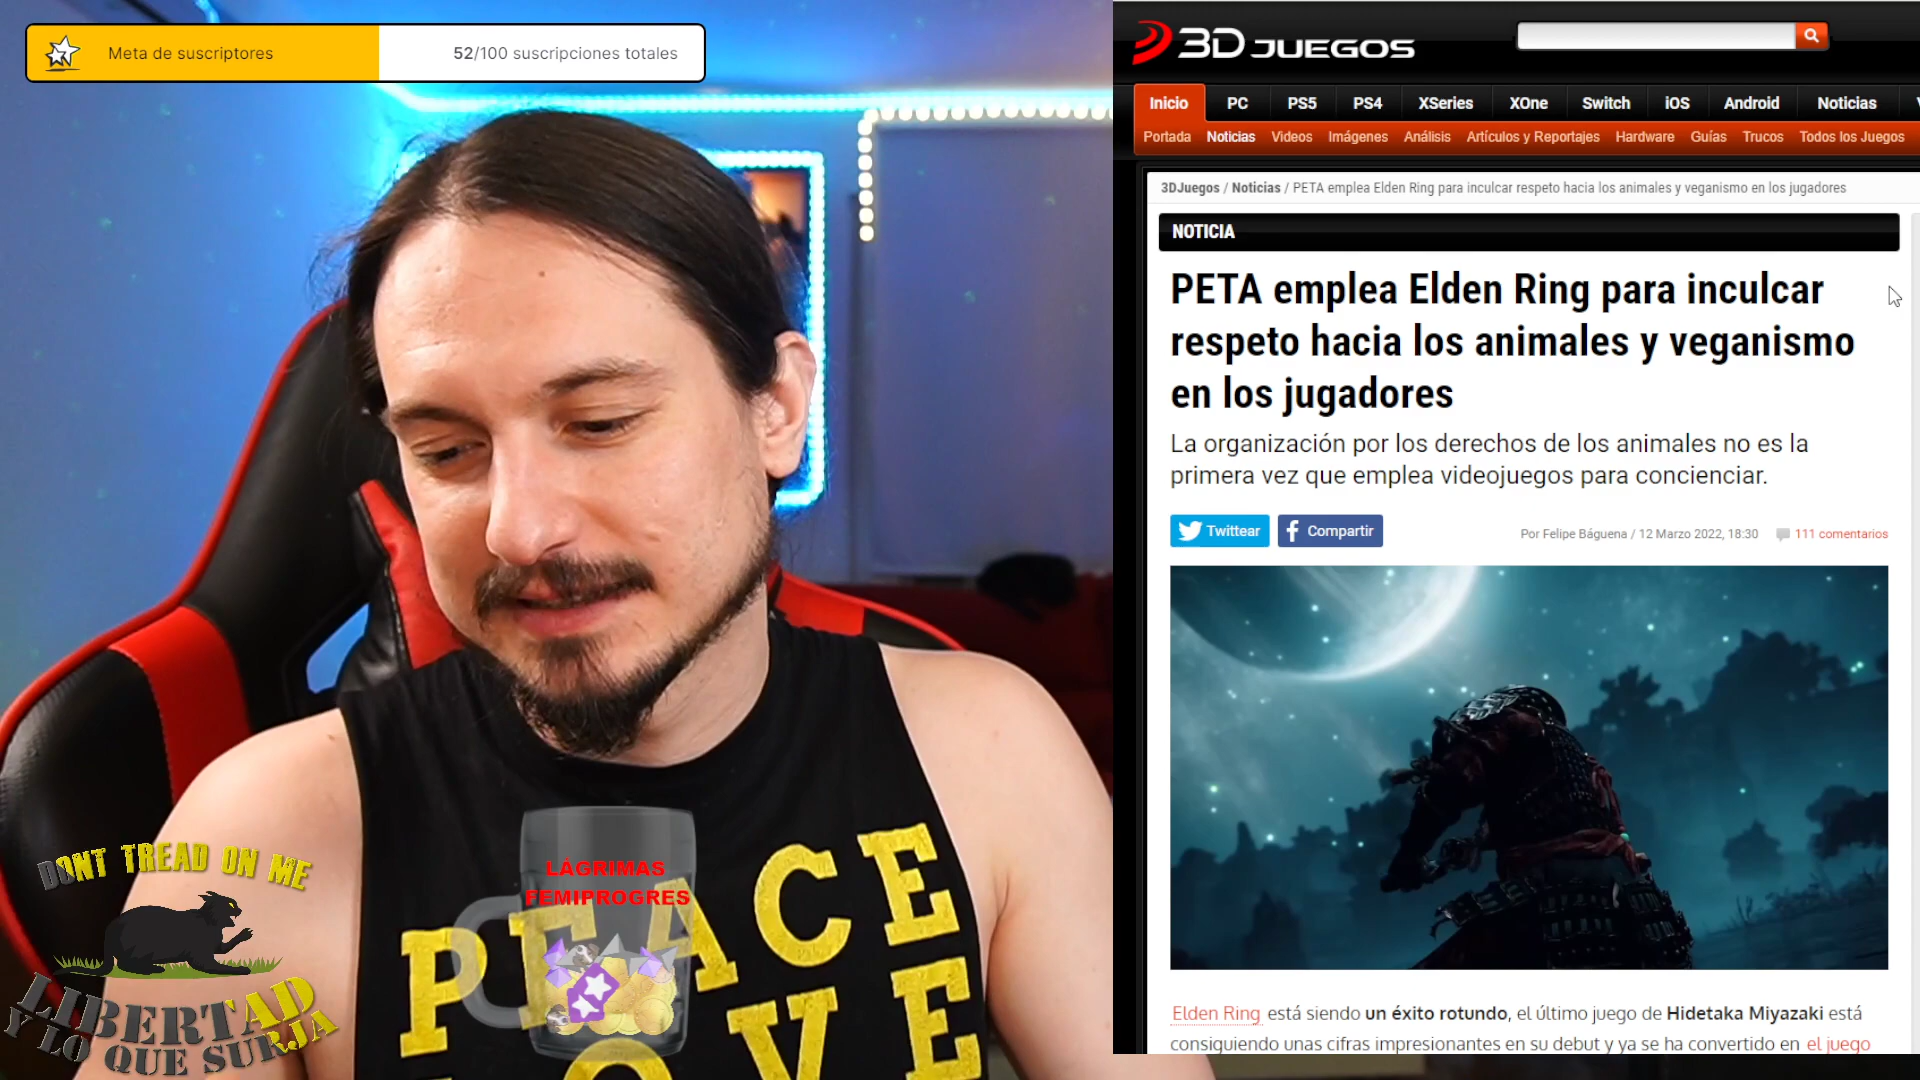 Meta de suscriptores
52/100 suscripciones totales
DONT TREAD ON ME
LIBERTAD
Y LO QUE SURJA
LÁGRIMAS
FEMIPROGRES
PEACE
LOVE
3DJUEGOS
Inicio PC PS5 PS4 XSeries XOne Switch iOS Android Noticias
Portada Noticias Videos Imágenes Análisis Artículos y Reportajes Hardware Guías Trucos Todos los Juegos
3DJuegos / Noticias / PETA emplea Elden Ring para inculcar respeto hacia los animales y veganismo en los jugadores
NOTICIA
PETA emplea Elden Ring para inculcar
respeto hacia los animales y veganismo
en los jugadores
La organización por los derechos de los animales no es la
primera vez que emplea videojuegos para concienciar.
Twittear
Compartir
Por Felipe Báguena / 12 Marzo 2022, 18:30
111 comentarios
Elden Ring está siendo un éxito rotundo, el último juego de Hidetaka Miyazaki está
consiguiendo unas cifras impresionantes en su debut y ya se ha convertido en el juego